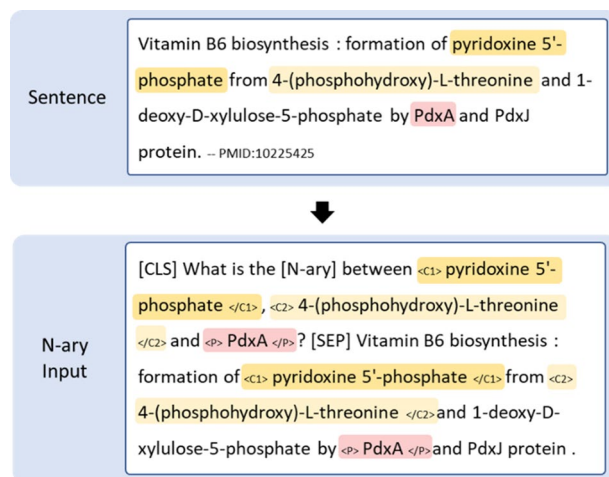 Sentence
Vitamin B6 biosynthesis : formation of pyridoxine 5'-
phosphate from 4-(phosphohydroxy)-L-threonine and 1-
deoxy-D-xylulose-5-phosphate by PdxA and PdxJ
protein. -- PMID:10225425
N-ary
Input
[CLS] What is the [N-ary] between <C1> pyridoxine 5'-
phosphate </C1>, <C2> 4-(phosphohydroxy)-L-threonine
</C2> and <P> PdxA </P>? [SEP] Vitamin B6 biosynthesis :
formation of <C1> pyridoxine 5'-phosphate </C1> from <C2>
4-(phosphohydroxy)-L-threonine </C2> and 1-deoxy-D-
xylulose-5-phosphate by <P> PdxA </P> and PdxJ protein .